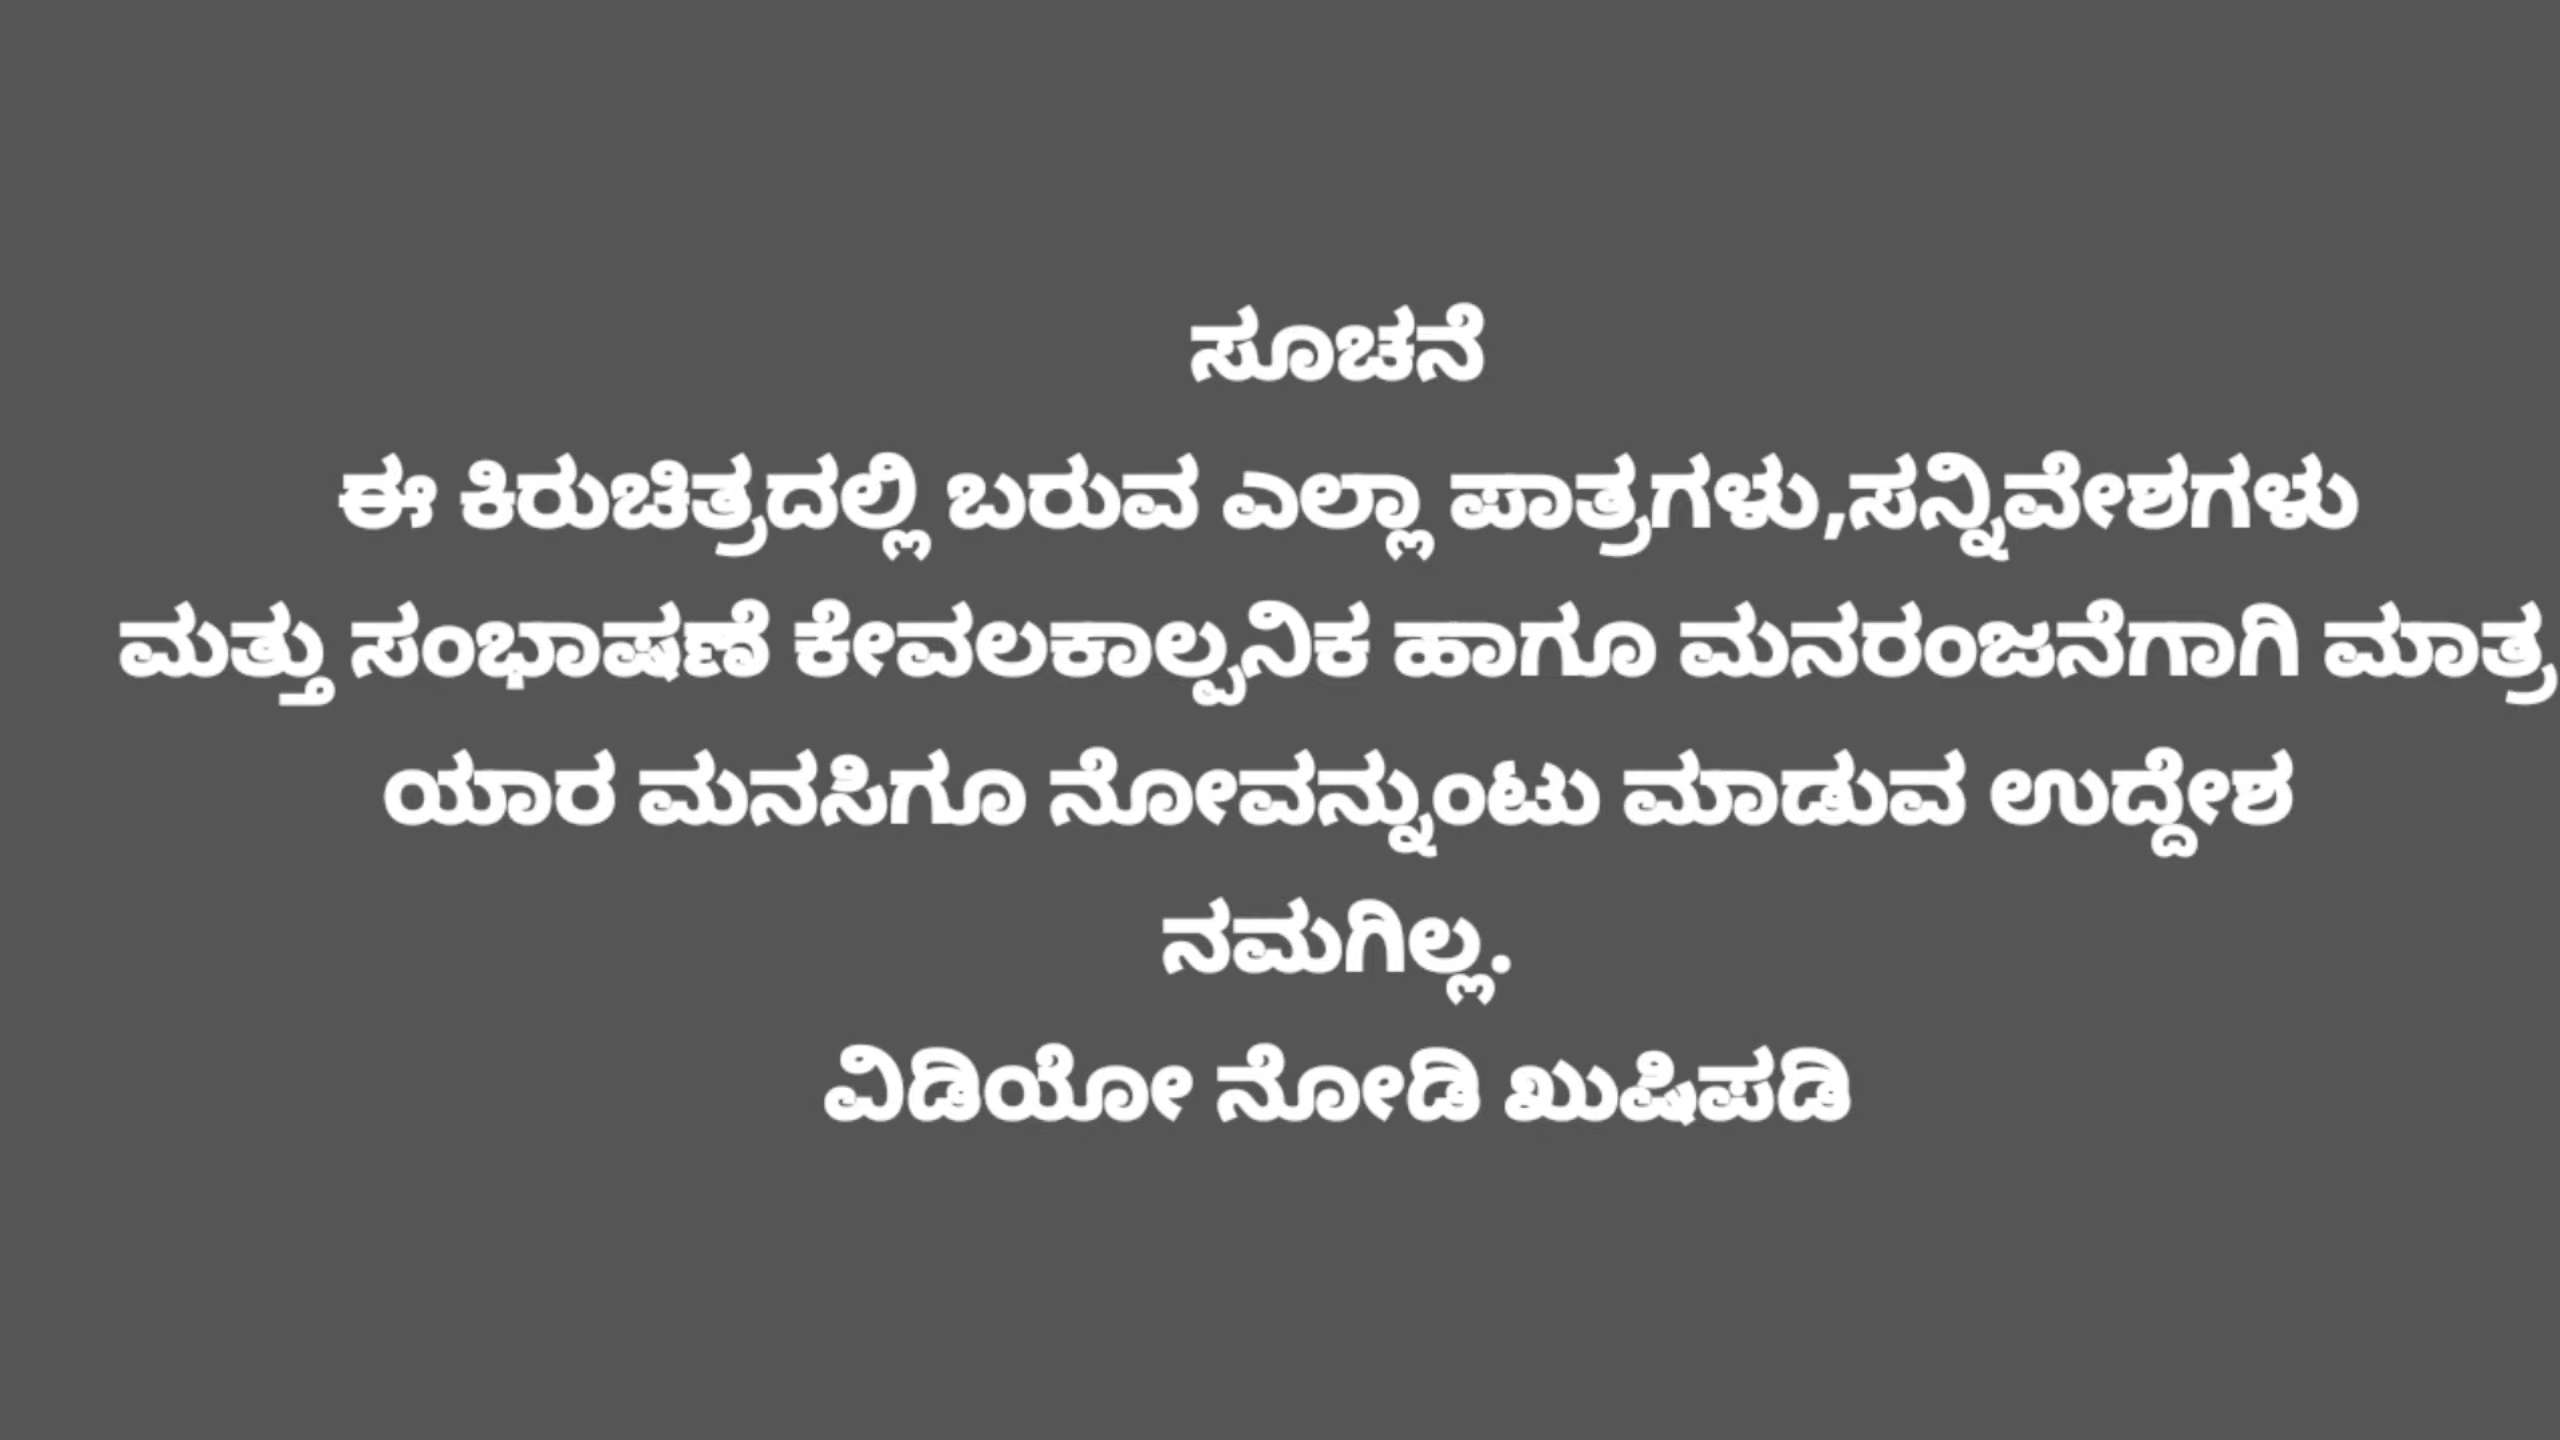 ಸೂಚನೆ
ಈ ಕಿರುಚಿತ್ರದಲ್ಲಿ ಬರುವ ಎಲ್ಲಾ ಪಾತ್ರಗಳು,ಸನ್ನಿವೇಶಗಳು
ಮತ್ತು ಸಂಭಾಷಣೆ ಕೇವಲಕಾಲ್ಪನಿಕ ಹಾಗೂ ಮನರಂಜನೆಗಾಗಿ ಮಾತ್ರ
ಯಾರ ಮನಸಿಗೂ ನೋವನ್ನುಂಟು ಮಾಡುವ ಉದ್ದೇಶ
ನಮಗಿಲ್ಲ.
ವಿಡಿಯೋ ನೋಡಿ ಖುಷಿಪಡಿ